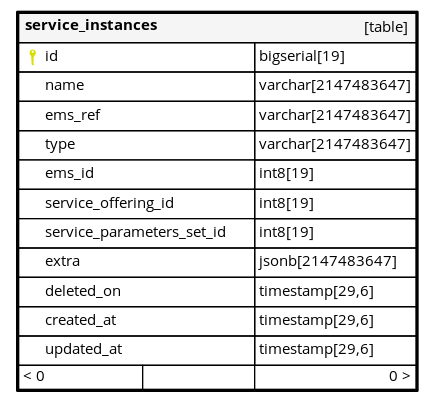 service_instances [table]
id bigserial[19]
name varchar[2147483647]
ems_ref varchar[2147483647]
type varchar[2147483647]
ems_id int8[19]
service_offering_id int8[19]
service_parameters_set_id int8[19]
extra jsonb[2147483647]
deleted_on timestamp[29,6]
created_at timestamp[29,6]
updated_at timestamp[29,6]
< 0 0 >